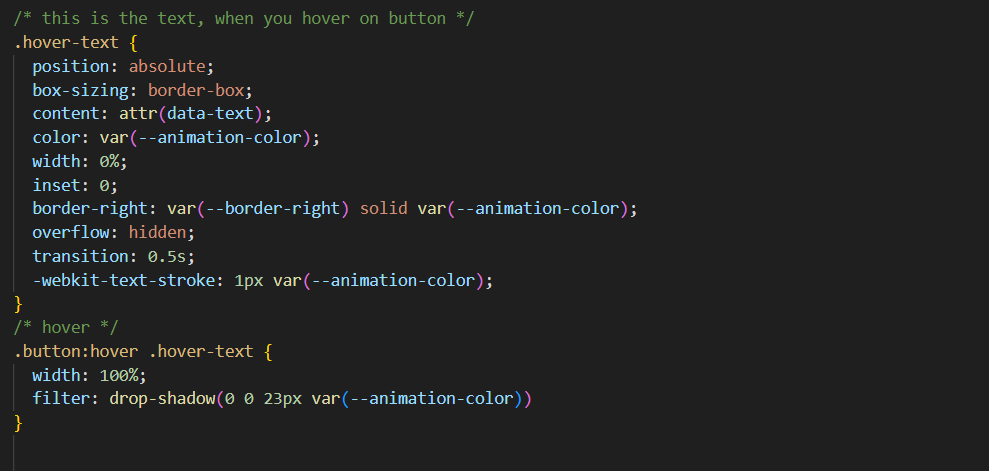 /* this is the text, when you hover on button */
.hover-text {
  position: absolute;
  box-sizing: border-box;
  content: attr(data-text);
  color: var(--animation-color);
  width: 0%;
  inset: 0;
  border-right: var(--border-right) solid var(--animation-color);
  overflow: hidden;
  transition: 0.5s;
  -webkit-text-stroke: 1px var(--animation-color);
}
/* hover */
.button:hover .hover-text {
  width: 100%;
  filter: drop-shadow(0 0 23px var(--animation-color))
}